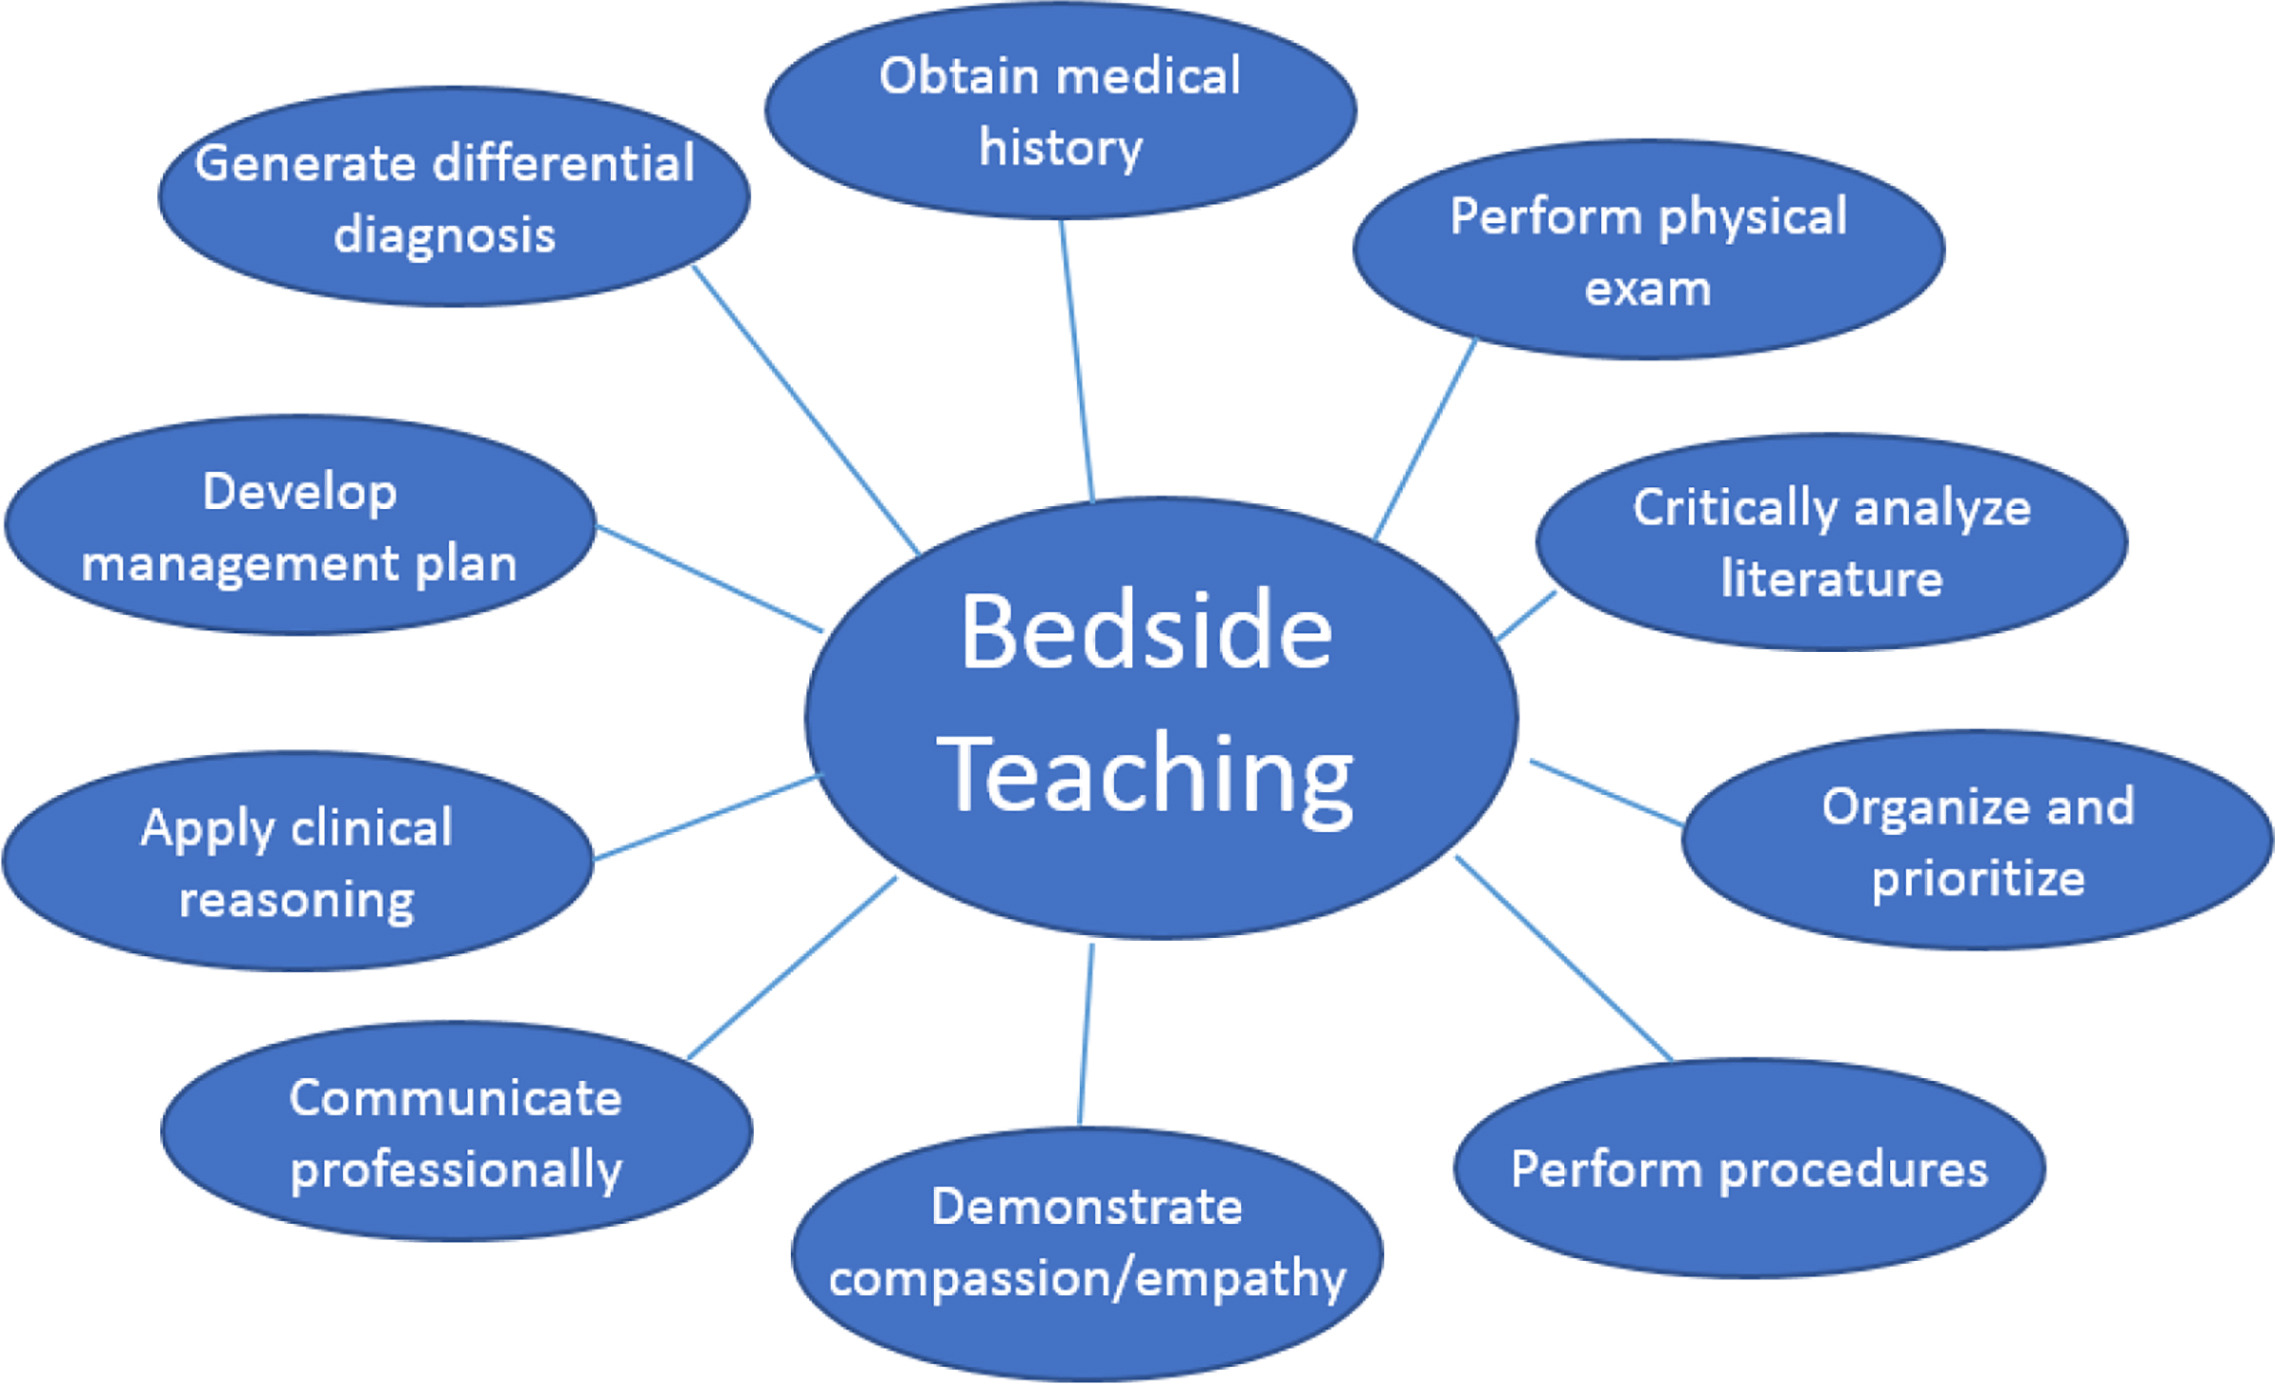 Obtain medical
history
Generate differential
diagnosis
Perform physical
exam
Develop
management plan
Critically analyze
literature
Bedside
Teaching
Apply clinical
reasoning
Organize and
prioritize
Communicate
professionally
Perform procedures
Demonstrate
compassion/empathy